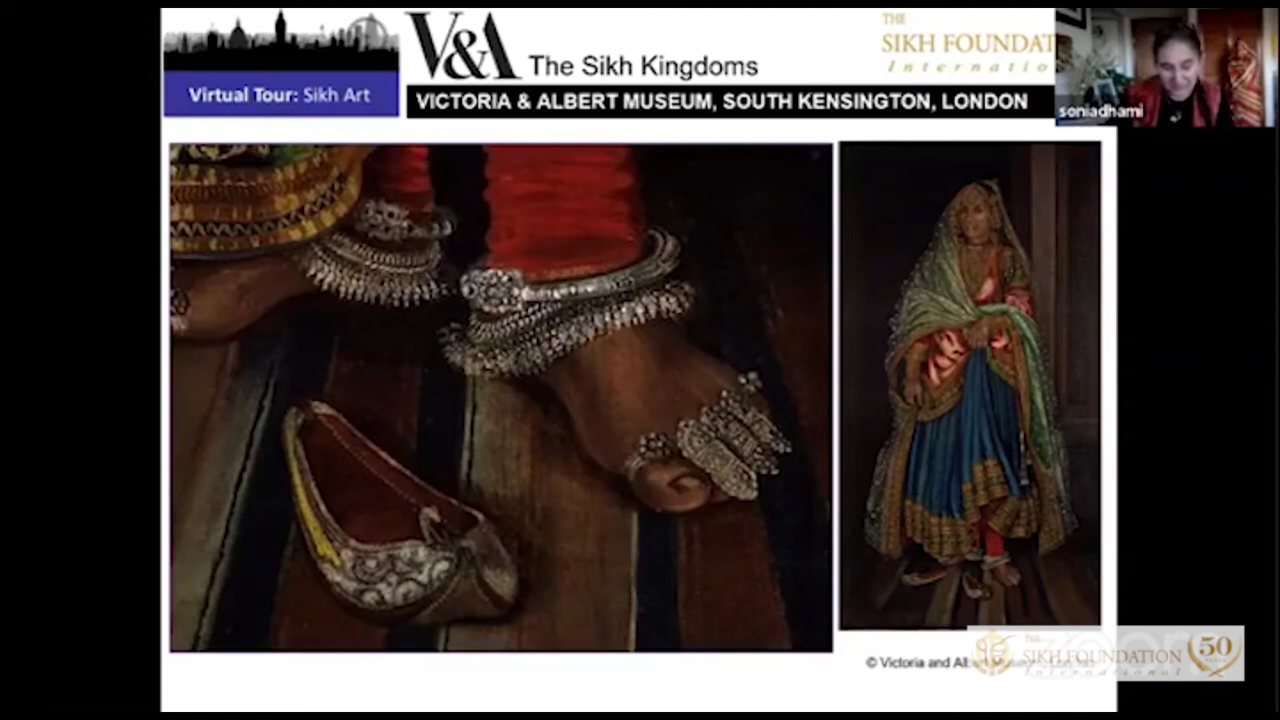 Virtual Tour: Sikh Art
V&A The Sikh Kingdoms
VICTORIA & ALBERT MUSEUM, SOUTH KENSINGTON, LONDON
THE
SIKH FOUNDAT
Internatio
soniadhami
© Victoria and Al
THE
SIKH FOUNDATION
International
50
YEARS